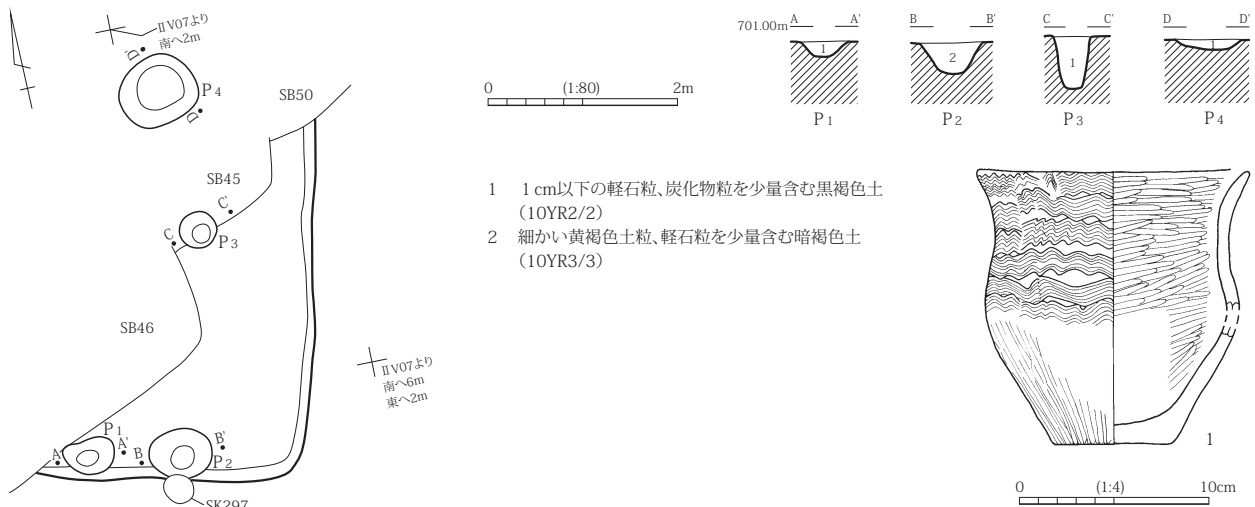 ⅡV07より
南へ2m
D'
P4
D
SB50
SB45
C'
C
P3
SB46
ⅡV07より
南へ6m
東へ2m
P1
A
A'
B
B'
P2
SK297
0 (1:80) 2m
701.00m A A' B B' C C' D D'
1 2 1 1
P1 P2 P3 P4
1 1cm以下の軽石粒、炭化物粒を少量含む黒褐色土
（10YR2/2）
2 細かい黄褐色土粒、軽石粒を少量含む暗褐色土
（10YR3/3）
1
0 (1:4) 10cm